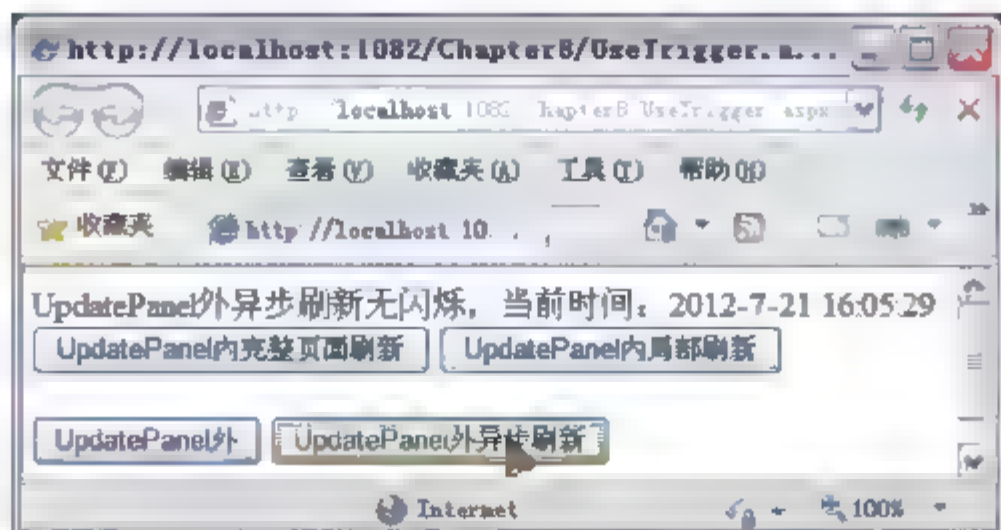 http://localhost:1082/Chapter8/UseTrigger.a...
http localhost 1082 Chapter8 UseTrigger aspx
文件(F) 编辑(E) 查看(V) 收藏夹(A) 工具(T) 帮助(H)
收藏夹 http://localhost 10...
UpdatePanel外异步刷新无闪烁，当前时间：2012-7-21 16:05:29
UpdatePanel内完整页面刷新 UpdatePanel内局部刷新
UpdatePanel外 UpdatePanel外异步刷新
Internet 100%